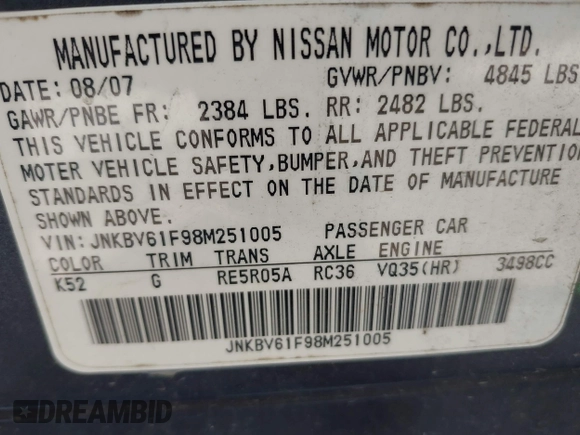 MANUFACTURED BY NISSAN MOTOR CO.,LTD.
DATE: 08/07 GVWR/PNBV: 4845 LBS
GAWR/PNBE FR: 2384 LBS. RR: 2482 LBS.
THIS VEHICLE CONFORMS TO ALL APPLICABLE FEDERAL
MOTER VEHICLE SAFETY,BUMPER,AND THEFT PREVENTION
STANDARDS IN EFFECT ON THE DATE OF MANUFACTURE
SHOWN ABOVE.
VIN: JNKBV61F98M251005 PASSENGER CAR
COLOR TRIM TRANS AXLE ENGINE
K52 G RE5R05A RC36 VQ35(HR) 3498CC
JNKBV61F98M251005
DREAMBID